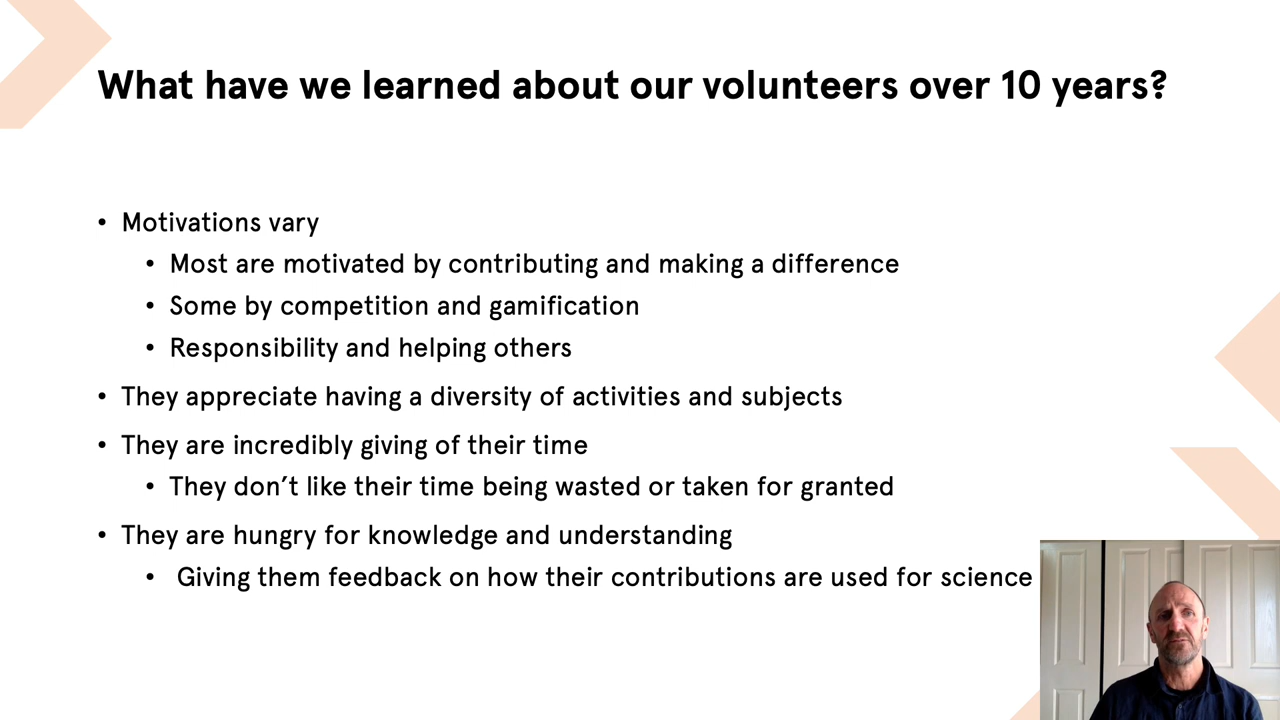 What have we learned about our volunteers over 10 years?
• Motivations vary
• Most are motivated by contributing and making a difference
• Some by competition and gamification
• Responsibility and helping others
• They appreciate having a diversity of activities and subjects
• They are incredibly giving of their time
• They don’t like their time being wasted or taken for granted
• They are hungry for knowledge and understanding
• Giving them feedback on how their contributions are used for science